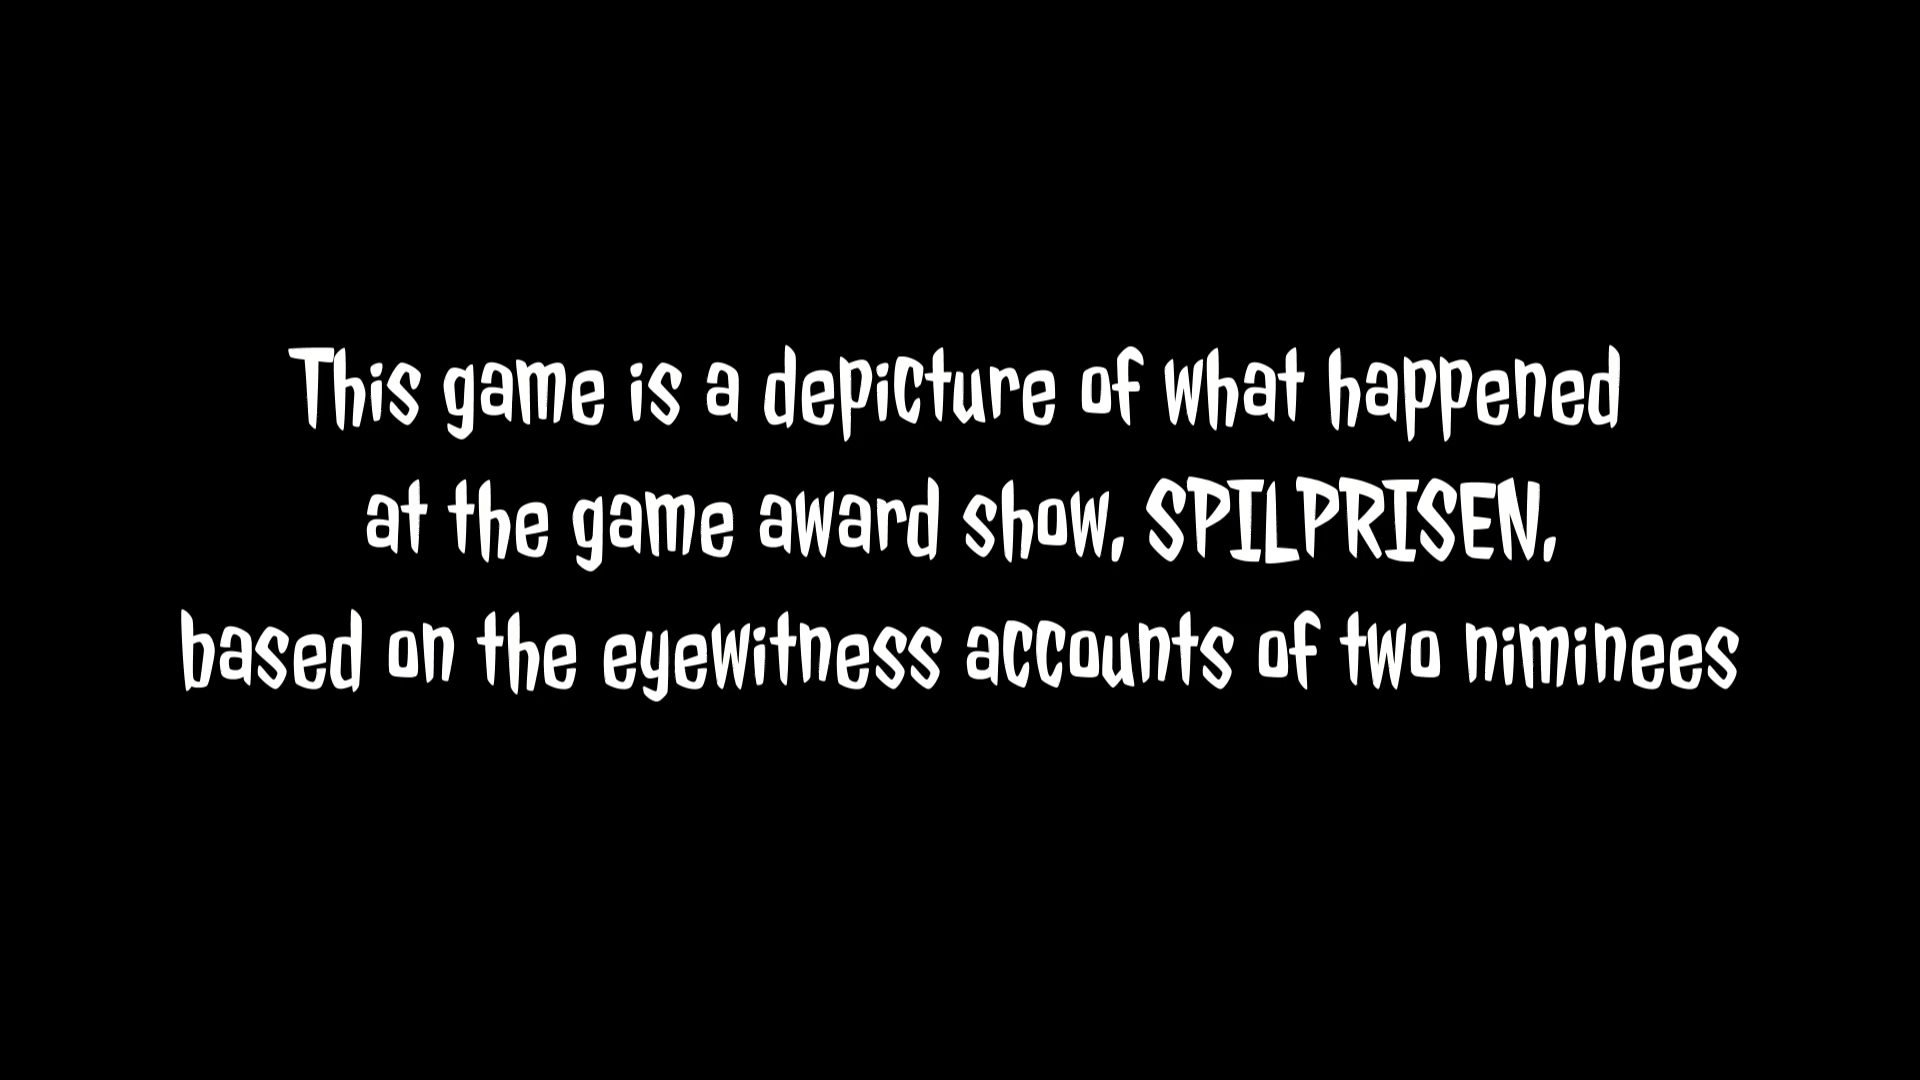 This game is a depicture of what happened
at the game award show, SPILPRISEN,
based on the eyewitness accounts of two niminees